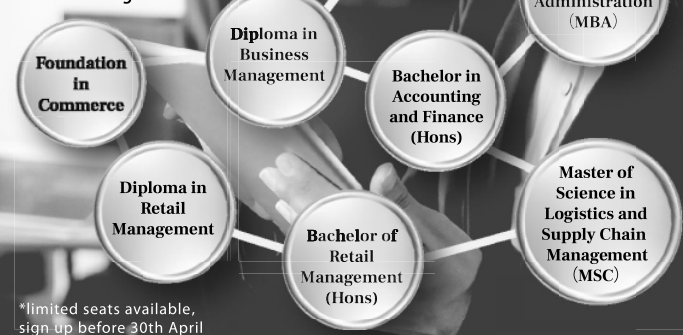 Administration
(MBA)
Diploma in
Business
Management
Foundation
in
Commerce
Bachelor in
Accounting
and Finance
(Hons)
Diploma in
Retail
Management
Bachelor of
Retail
Management
(Hons)
Master of
Science in
Logistics and
Supply Chain
Management
(MSC)
*limited seats available,
sign up before 30th April